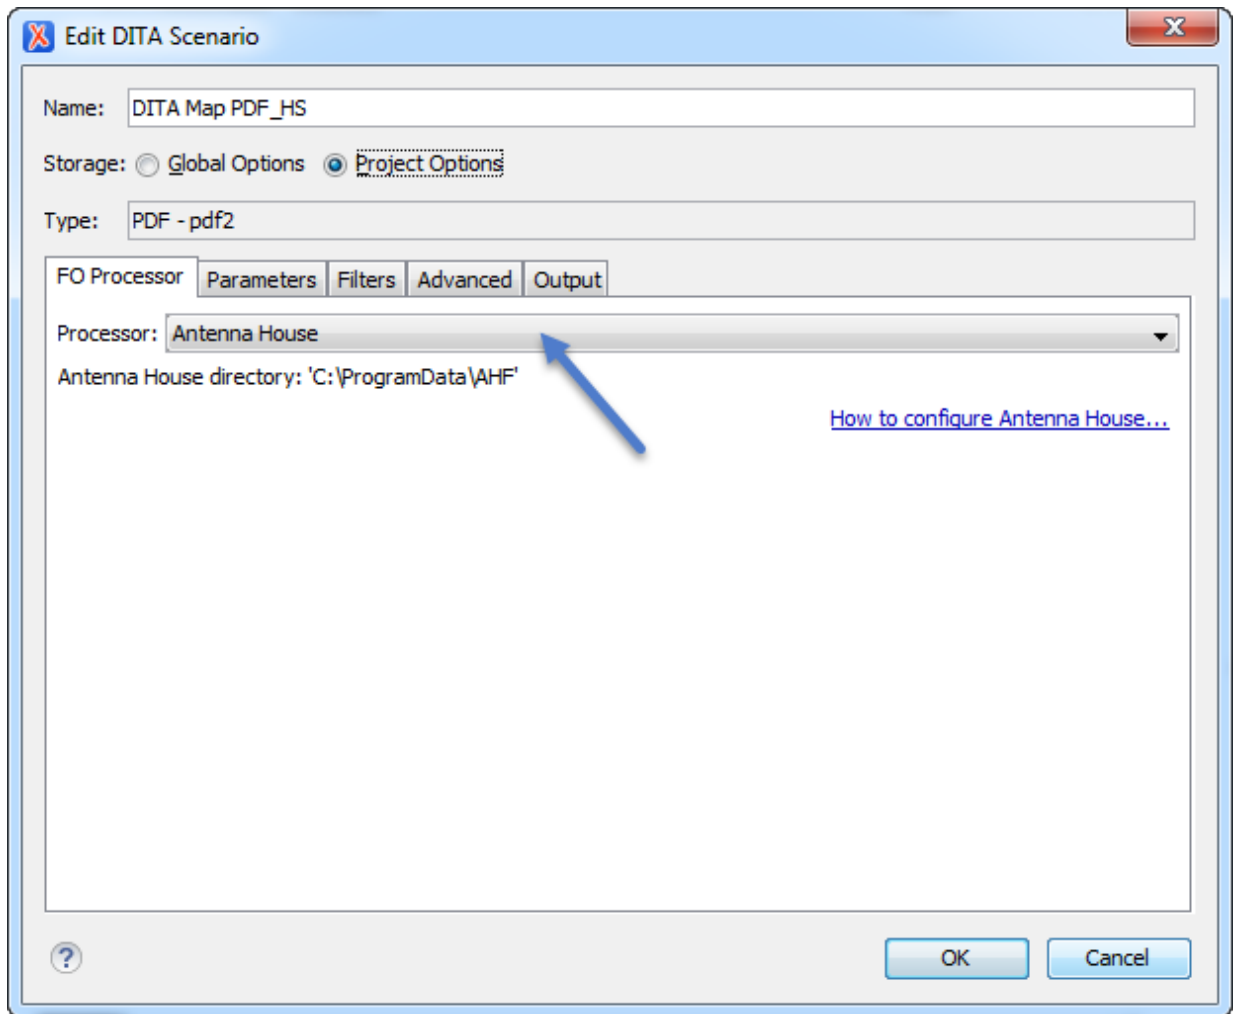 Edit DITA Scenario
Name: DITA Map PDF_HS
Storage: Global Options Project Options
Type: PDF - pdf2
FO Processor Parameters Filters Advanced Output
Processor: Antenna House
Antenna House directory: 'C:\ProgramData\AHF'
How to configure Antenna House...
? OK Cancel